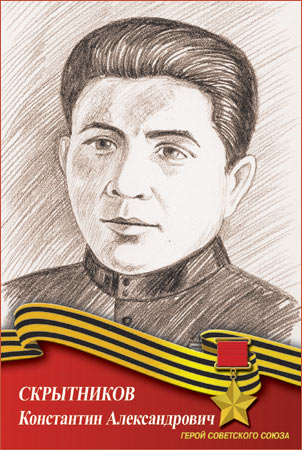 СКРЫТНИКОВ
Константин Александрович
ГЕРОЙ СОВЕТСКОГО СОЮЗА